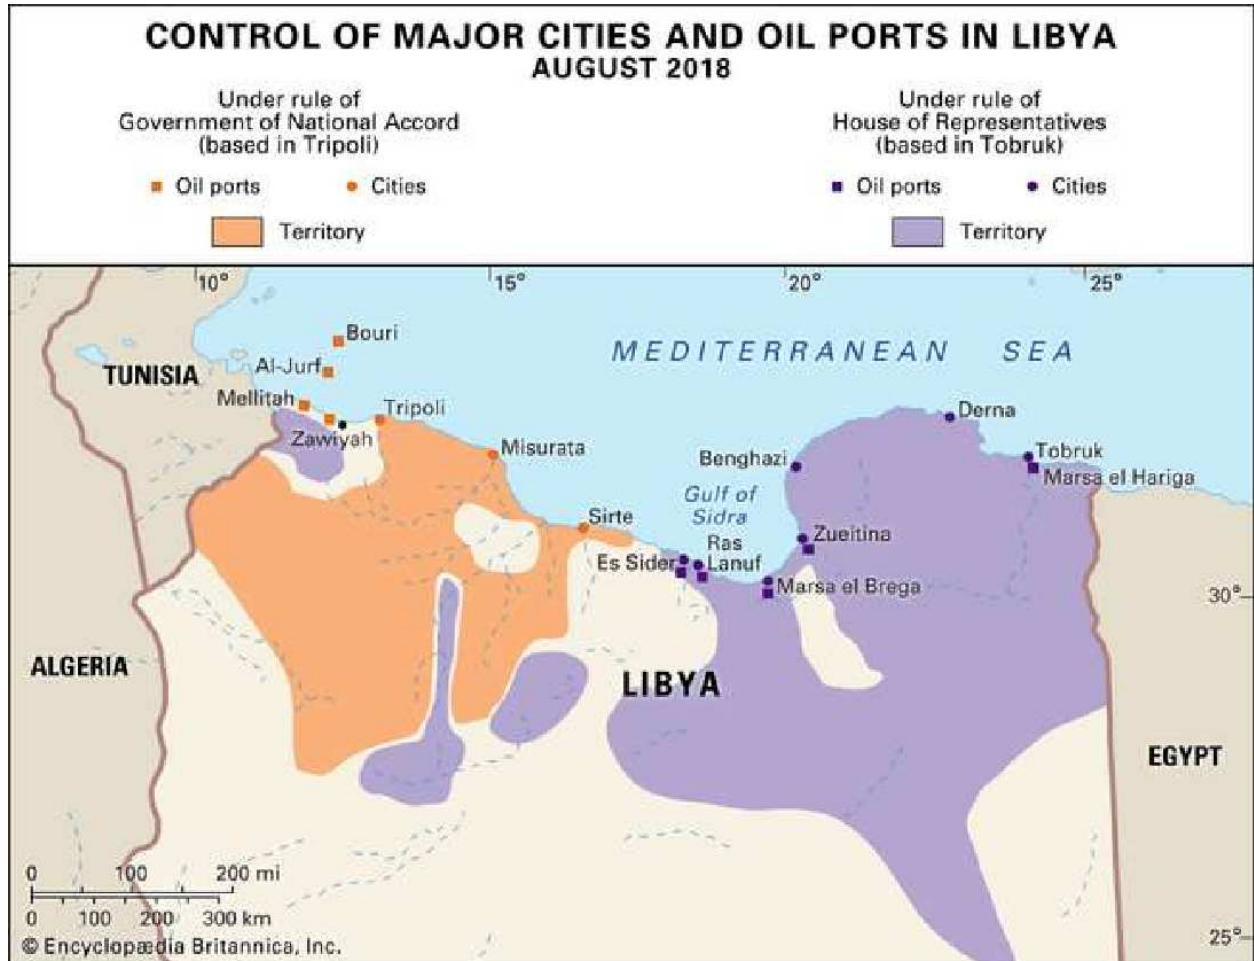 CONTROL OF MAJOR CITIES AND OIL PORTS IN LIBYA
AUGUST 2018
Under rule of
Government of National Accord
(based in Tripoli)
Oil ports
Cities
Territory
Under rule of
House of Representatives
(based in Tobruk)
Oil ports
Cities
Territory
10°
15°
20°
25°
Bouri
MEDITERRANEAN SEA
Al-Jurf
TUNISIA
Mellitah
Tripoli
Derna
Zawiyah
Misurata
Benghazi
Tobruk
Marsa el Hariga
Gulf of
Sidra
Sirte
Zueitina
Ras
Lanuf
Es Sider
Marsa el Brega
30°
ALGERIA
LIBYA
EGYPT
0 100 200 mi
0 100 200 300 km
© Encyclopædia Britannica, Inc.
25°